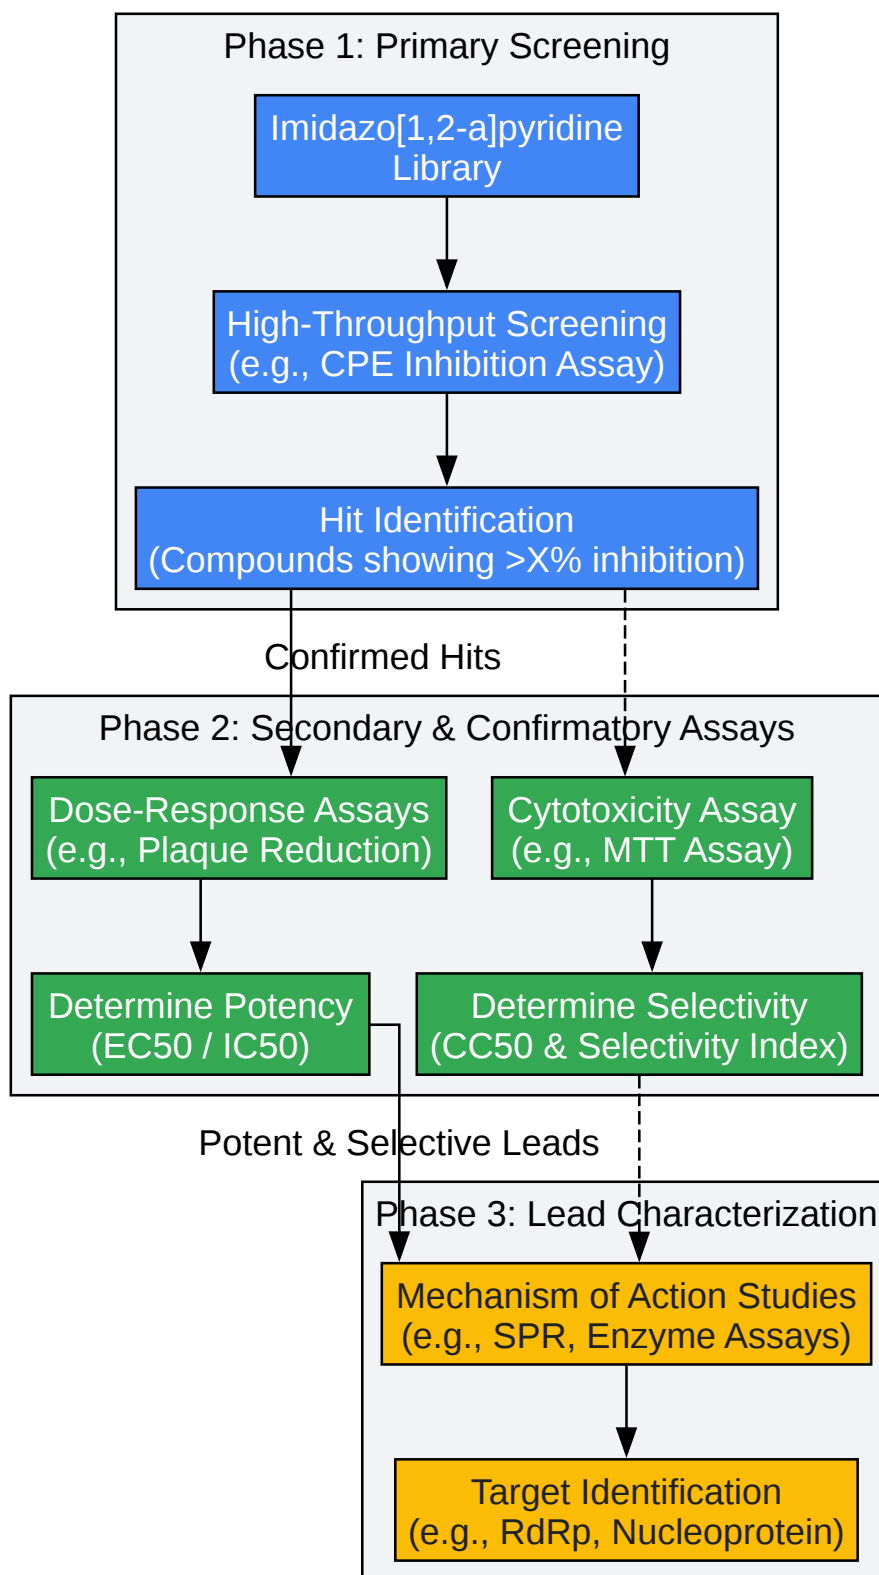 Phase 1: Primary Screening
Imidazo[1,2-a]pyridine
Library
High-Throughput Screening
(e.g., CPE Inhibition Assay)
Hit Identification
(Compounds showing >X% inhibition)
Confirmed Hits
Phase 2: Secondary & Confirmatory Assays
Dose-Response Assays
(e.g., Plaque Reduction)
Cytotoxicity Assay
(e.g., MTT Assay)
Determine Potency
(EC50 / IC50)
Determine Selectivity
(CC50 & Selectivity Index)
Potent & Selective Leads
Phase 3: Lead Characterization
Mechanism of Action Studies
(e.g., SPR, Enzyme Assays)
Target Identification
(e.g., RdRp, Nucleoprotein)